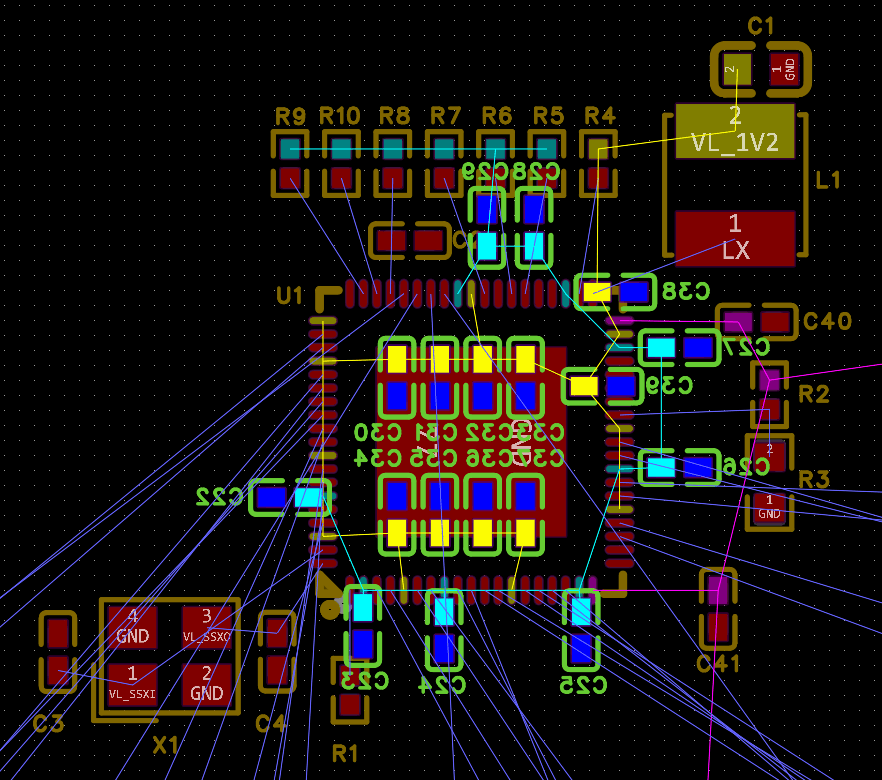 C1
2
1
GND
R9 R10 R8 R7 R6 R5 R4
2
VL_1V2
C29 C28
L1
1
LX
U1
C38
C40
C27
C39
R2
GND
C30 C31 C32 C33
C34 C35 C36 C37
2
C26
R3
C22
1
GND
4
GND
3
VL_SSXO
1
VL_SSXI
2
GND
C41
C23 C24 C25
C3 X1 C4 R1